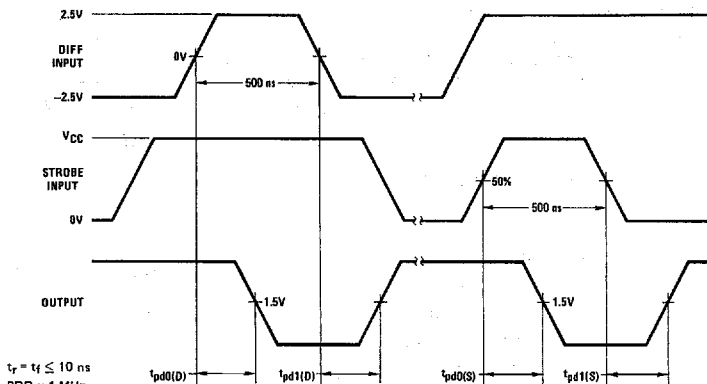 2.5V
DIFF
INPUT
0V
500 ns
−2.5V
VCC
STROBE
INPUT
50%
500 ns
0V
OUTPUT
1.5V
1.5V
tr = tf ≤ 10 ns
tpd0(D)
tpd1(D)
tpd0(S)
tpd1(S)